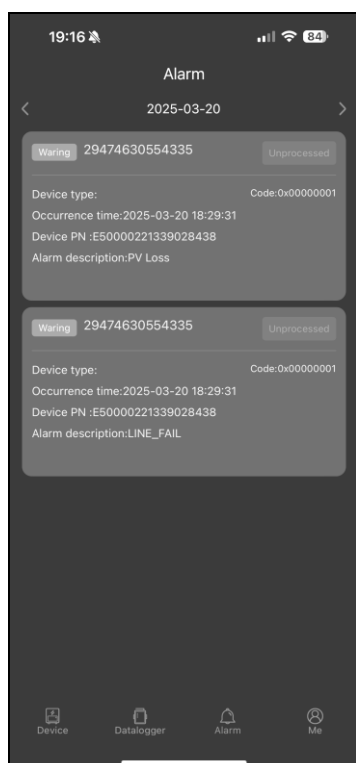 19:16
84
Alarm
2025-03-20
Waring 29474630554335 Unprocessed
Device type: Code:0x00000001
Occurrence time:2025-03-20 18:29:31
Device PN :E50000221339028438
Alarm description:PV Loss
Waring 29474630554335 Unprocessed
Device type: Code:0x00000001
Occurrence time:2025-03-20 18:29:31
Device PN :E50000221339028438
Alarm description:LINE_FAIL
Device Datalogger Alarm Me